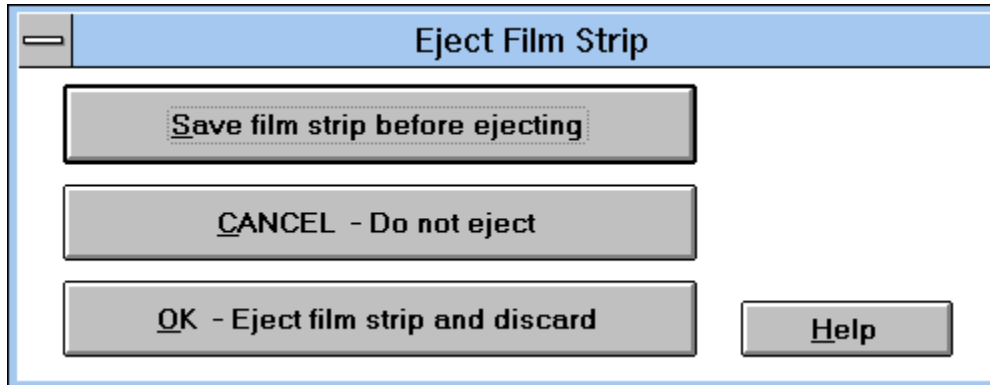 Eject Film Strip
Save film strip before ejecting
CANCEL - Do not eject
OK - Eject film strip and discard
Help